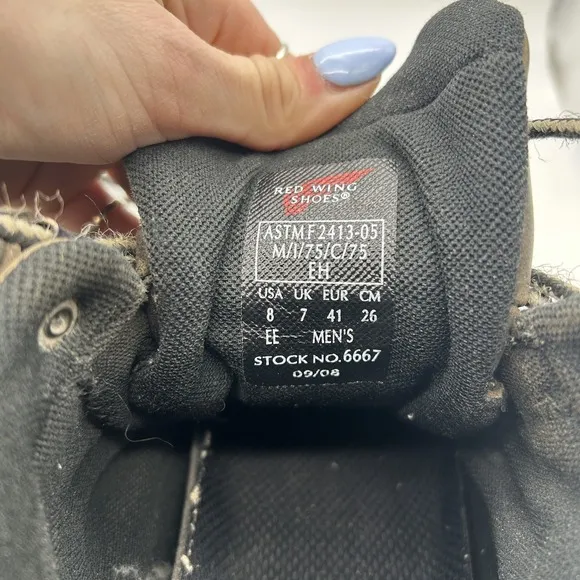 RED WING
SHOES®
ASTM F2413-05
M/I/75/C/75
EH
USA UK EUR CM
8 7 41 26
EE MEN'S
STOCK NO.6667
09/08